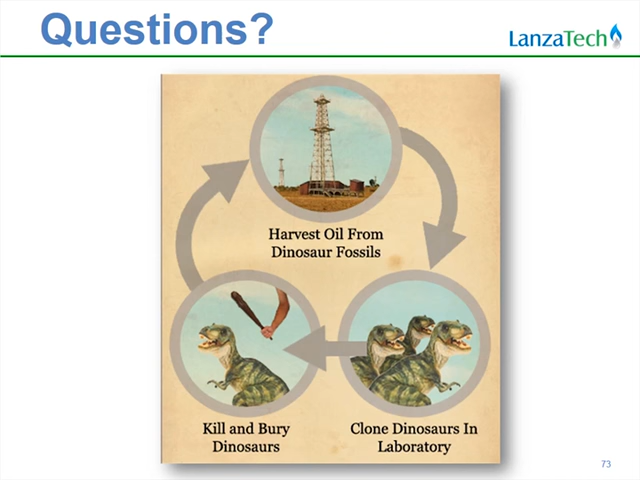 Questions?
LanzaTech
Harvest Oil From
Dinosaur Fossils
Kill and Bury
Dinosaurs
Clone Dinosaurs In
Laboratory
73